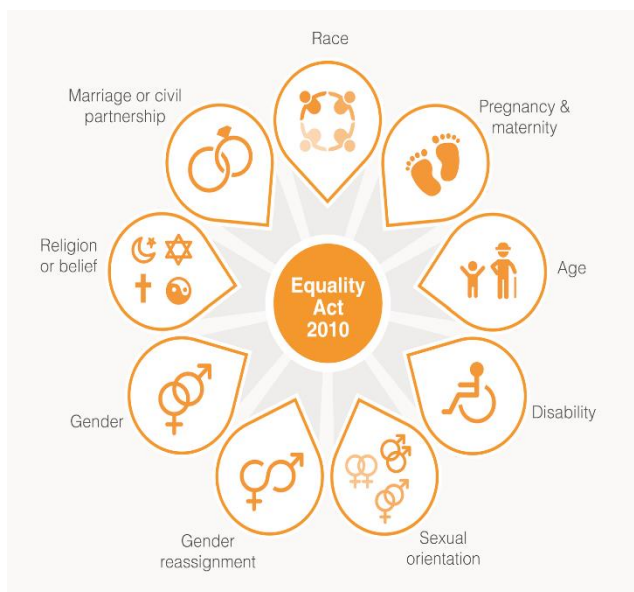 Race
Pregnancy &
maternity
Age
Disability
Sexual
orientation
Gender
reassignment
Gender
Religion
or belief
Marriage or civil
partnership
Equality
Act
2010